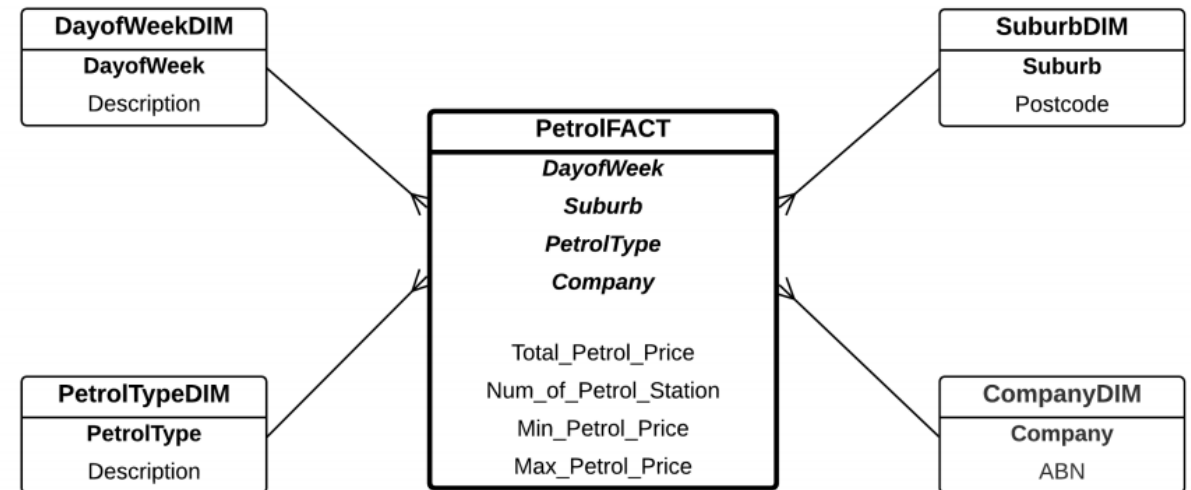 DayofWeekDIM
DayofWeek
Description
SuburbDIM
Suburb
Postcode
PetrolFACT
DayofWeek
Suburb
PetrolType
Company
Total_Petrol_Price
Num_of_Petrol_Station
Min_Petrol_Price
Max_Petrol_Price
PetrolTypeDIM
PetrolType
Description
CompanyDIM
Company
ABN